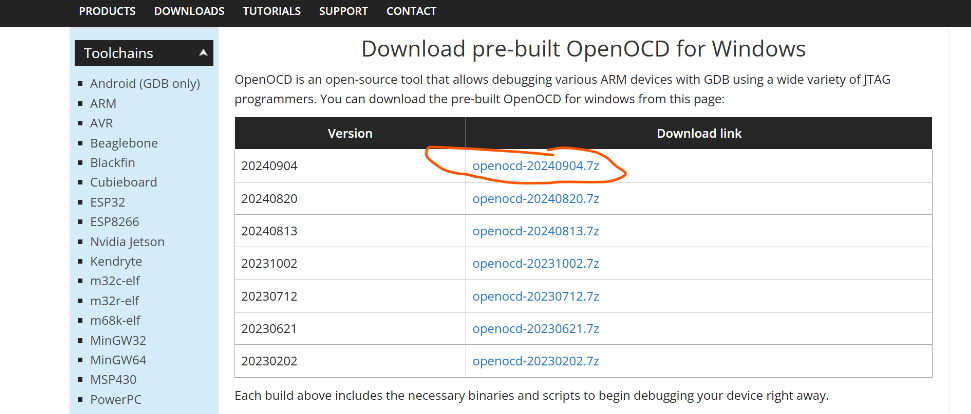 PRODUCTS DOWNLOADS TUTORIALS SUPPORT CONTACT
Toolchains
Android (GDB only)
ARM
AVR
Beaglebone
Blackfin
Cubieboard
ESP32
ESP8266
Nvidia Jetson
Kendryte
m32c-elf
m32r-elf
m68k-elf
MinGW32
MinGW64
MSP430
PowerPC
Download pre-built OpenOCD for Windows
OpenOCD is an open-source tool that allows debugging various ARM devices with GDB using a wide variety of JTAG
programmers. You can download the pre-built OpenOCD for windows from this page:
Version Download link
20240904 openocd-20240904.7z
20240820 openocd-20240820.7z
20240813 openocd-20240813.7z
20231002 openocd-20231002.7z
20230712 openocd-20230712.7z
20230621 openocd-20230621.7z
20230202 openocd-20230202.7z
Each build above includes the necessary binaries and scripts to begin debugging your device right away.